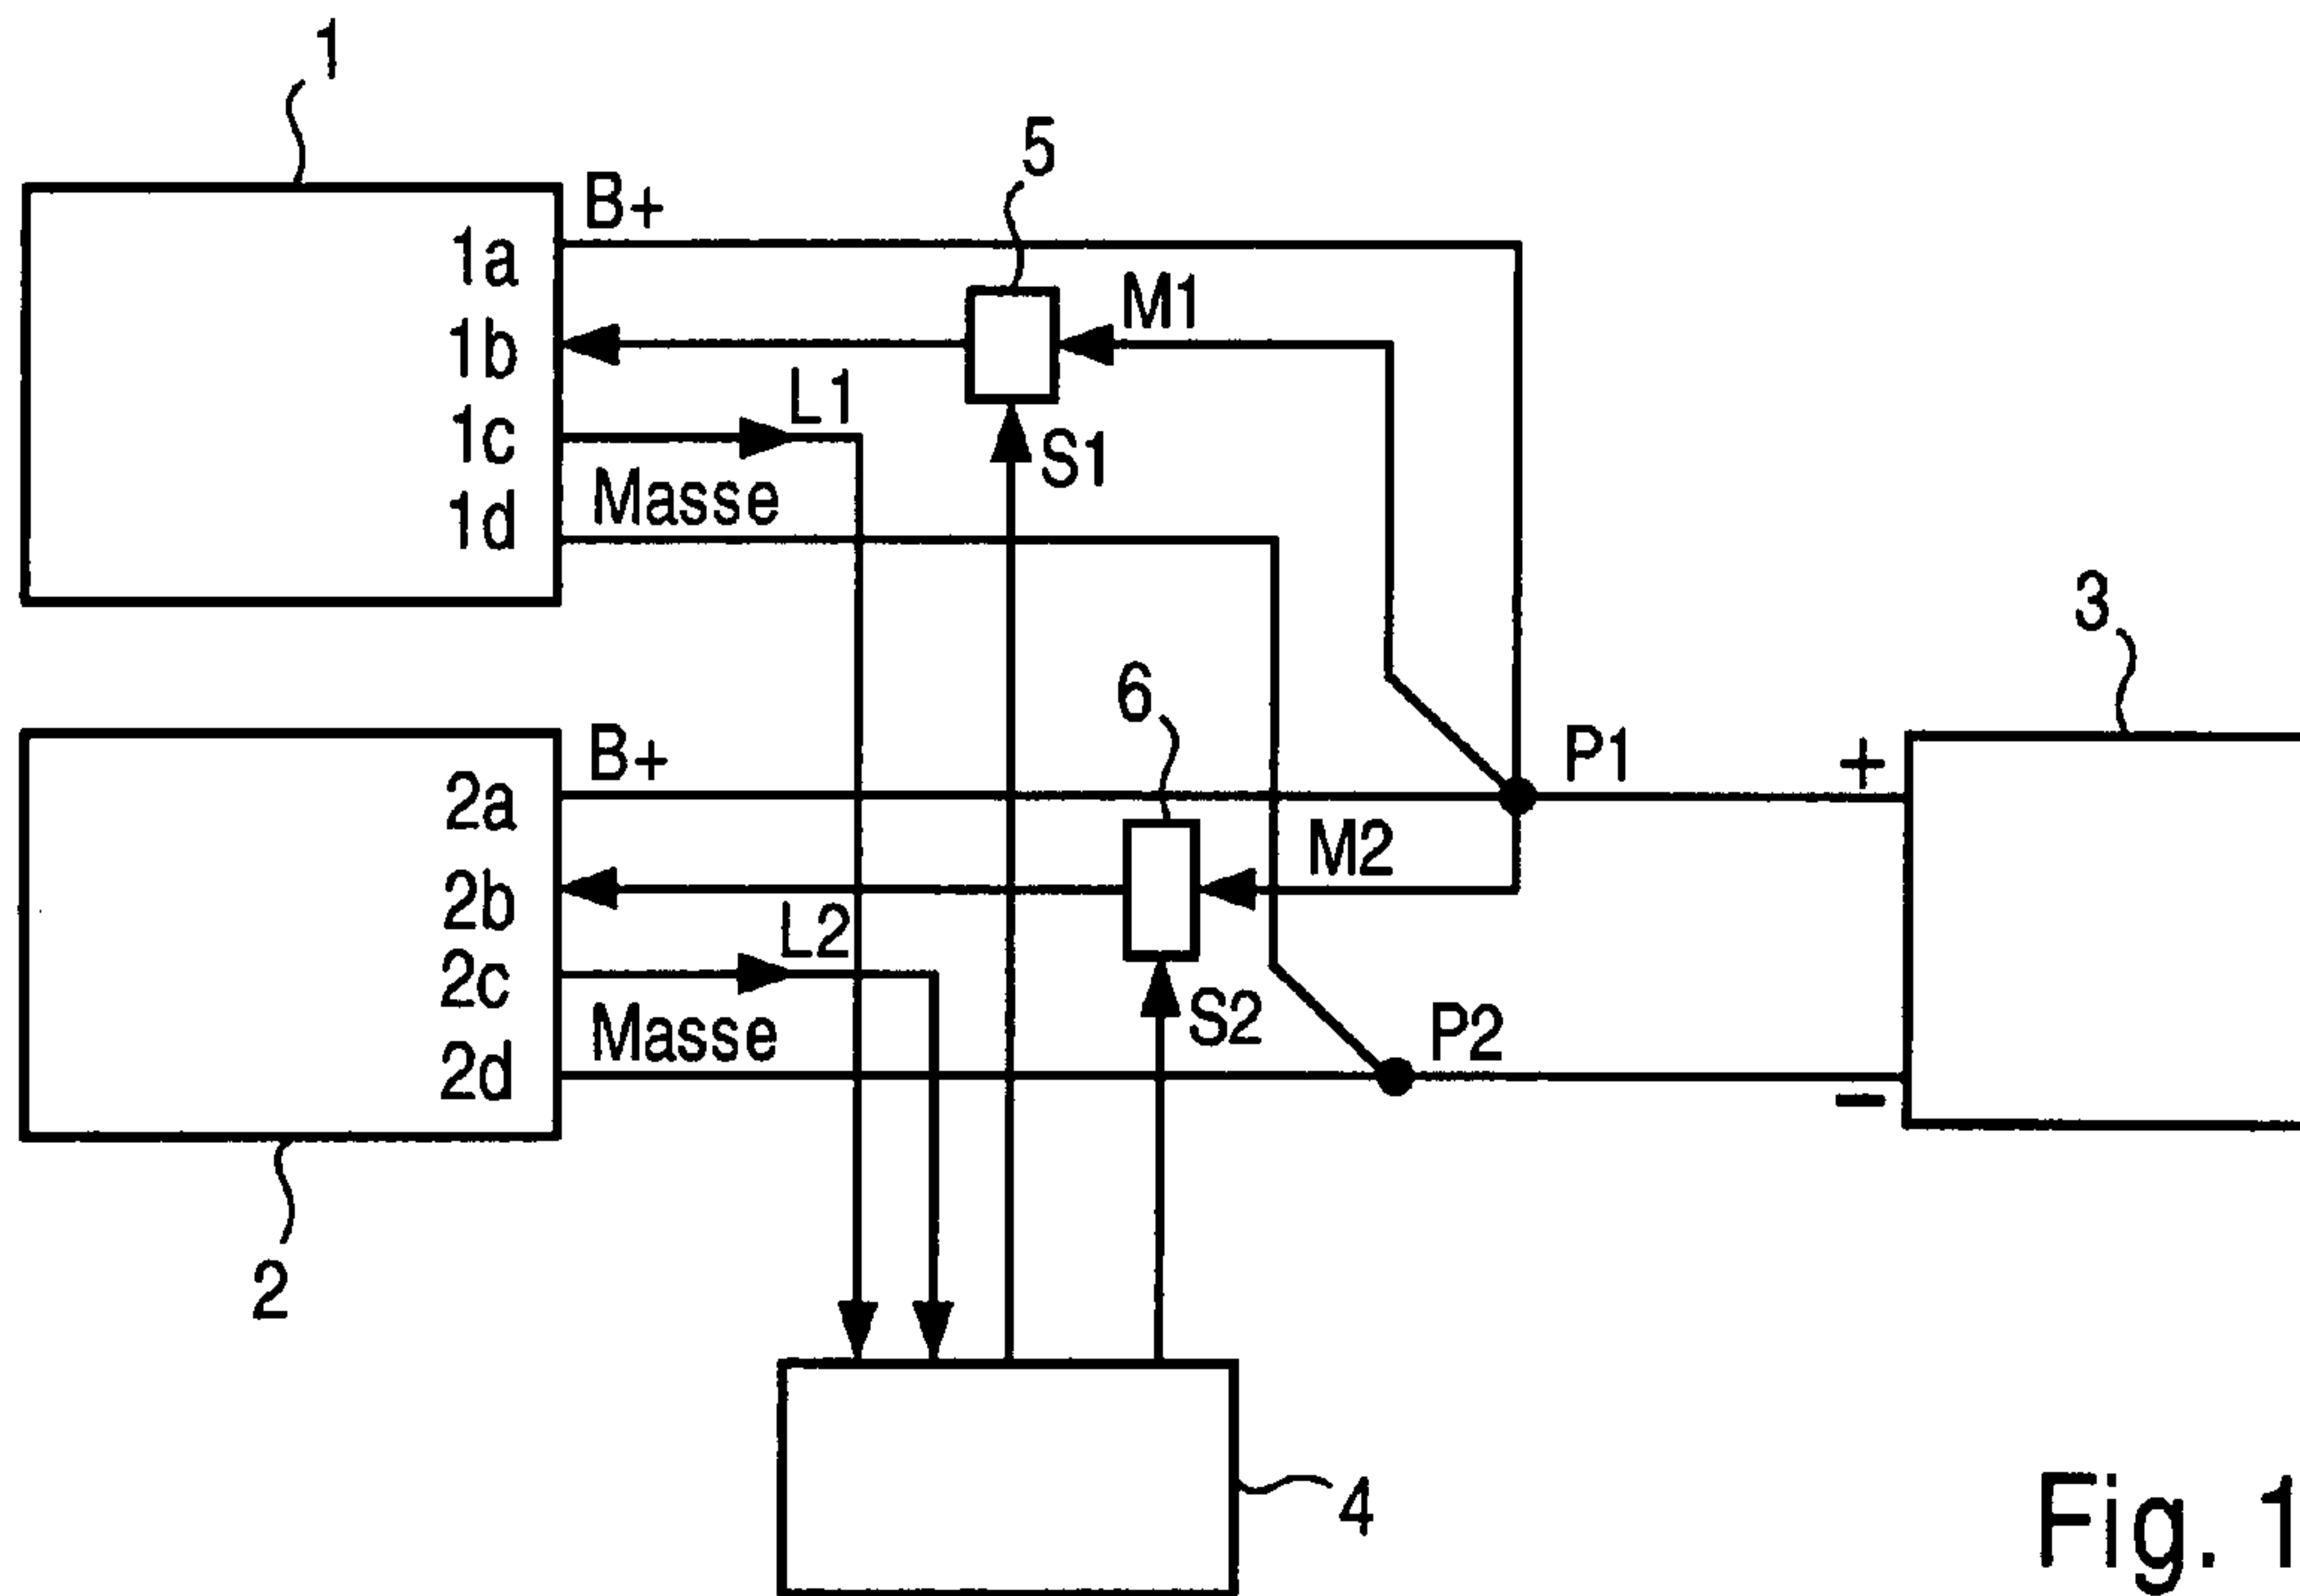 1
5
B+
1a
M1
1b
L1
1c
S1
Masse
1d
3
6
B+
P1
+
2a
M2
2b
L2
2c
S2
Masse
P2
2d
−
2
4
Fig. 1